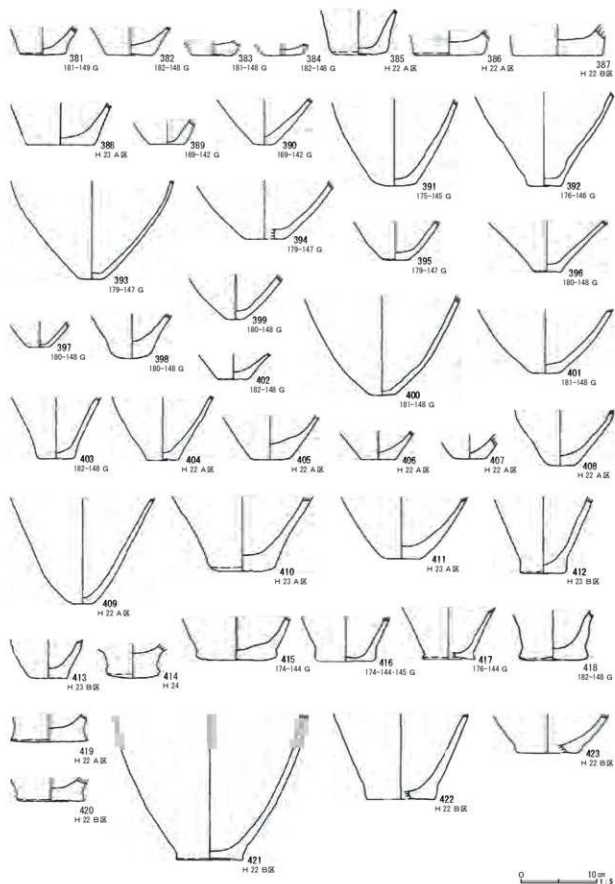 381
181-149 G
382
182-148 G
383
181-148 G
384
182-148 G
385
H 22 A区
386
H 22 A区
387
H 22 B区
388
H 23 A区
389
169-142 G
390
169-142 G
391
175-145 G
392
176-146 G
393
179-147 G
394
179-147 G
395
179-147 G
396
180-148 G
397
180-148 G
398
180-148 G
399
180-148 G
402
182-148 G
400
181-148 G
401
181-148 G
403
182-148 G
404
H 22 A区
405
H 22 A区
406
H 22 A区
407
H 22 A区
408
H 22 A区
409
H 22 A区
410
H 23 A区
411
H 23 A区
412
H 23 B区
413
H 23 B区
414
H 24
415
174-144 G
416
174-144・145 G
417
176-144 G
418
182-148 G
419
H 22 A区
420
H 22 B区
421
H 22 B区
422
H 22 B区
423
H 22 B区
0 10 cm